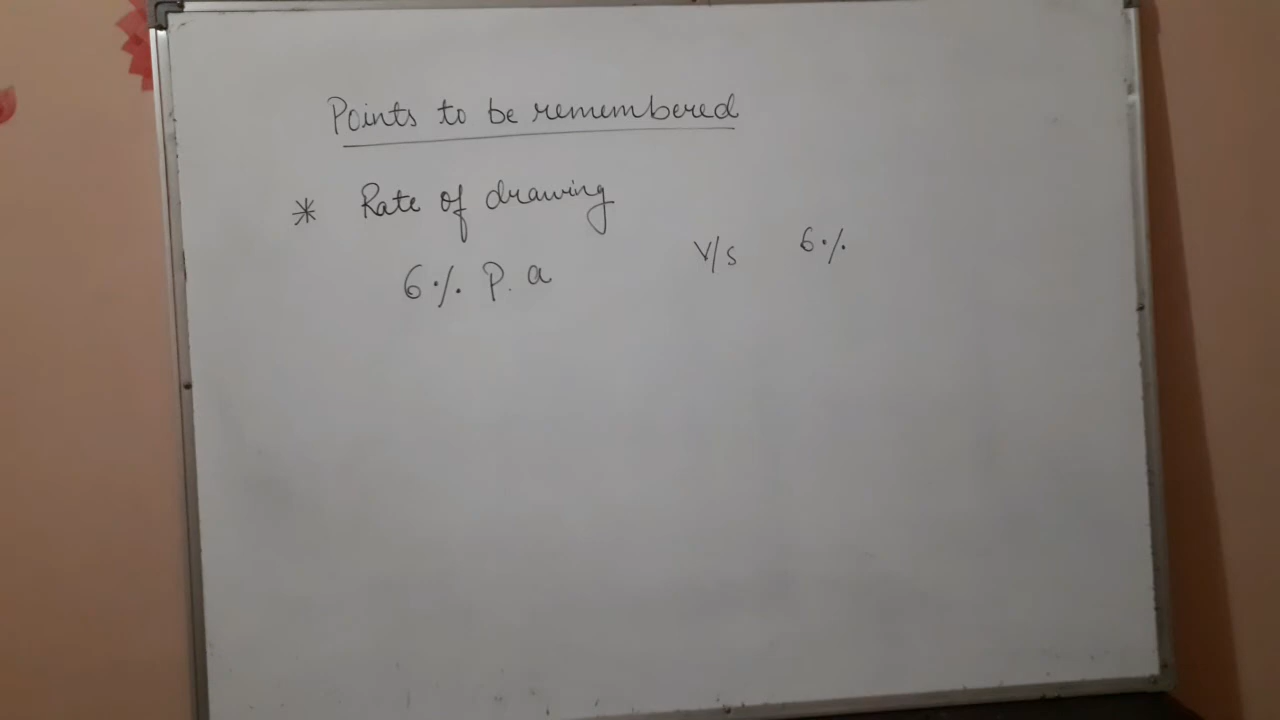 Points to be remembered
* Rate of drawing
6% P.a v/s 6%